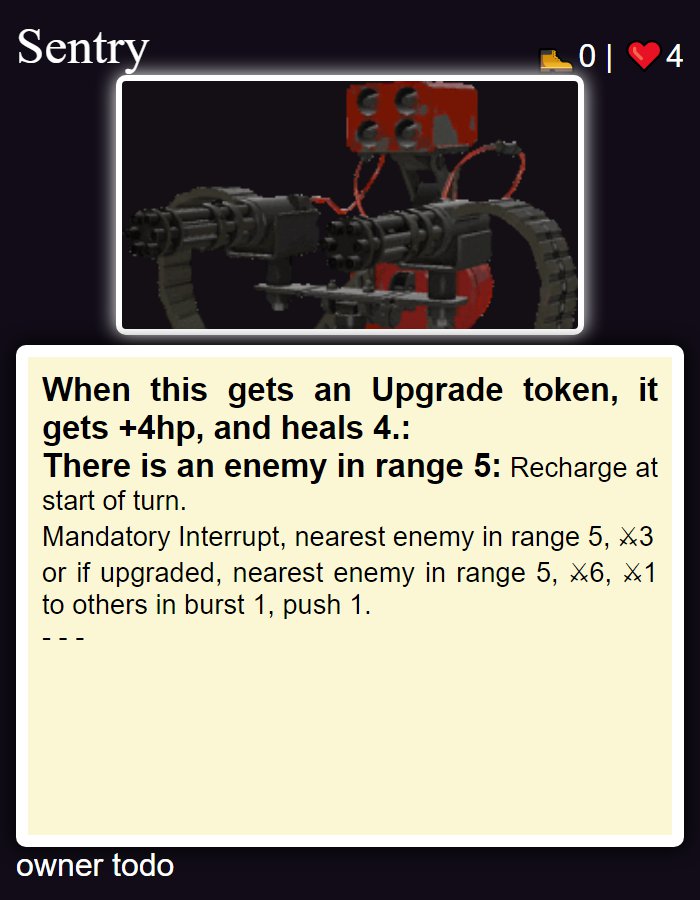 Sentry
🥾0 | ❤️4
When this gets an Upgrade token, it
gets +4hp, and heals 4.:
There is an enemy in range 5: Recharge at
start of turn.
Mandatory Interrupt, nearest enemy in range 5, ⚔3
or if upgraded, nearest enemy in range 5, ⚔6, ⚔1
to others in burst 1, push 1.
- - -
owner todo